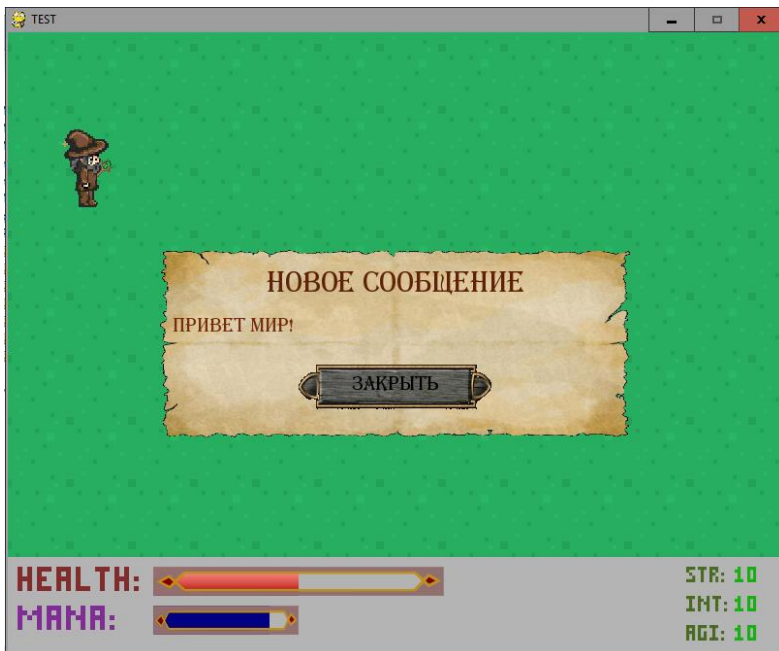 TEST
НОВОЕ СООБЩЕНИЕ
ПРИВЕТ МИР!
ЗАКРЫТЬ
HEALTH:
MANA:
STR: 10
INT: 10
AGI: 10